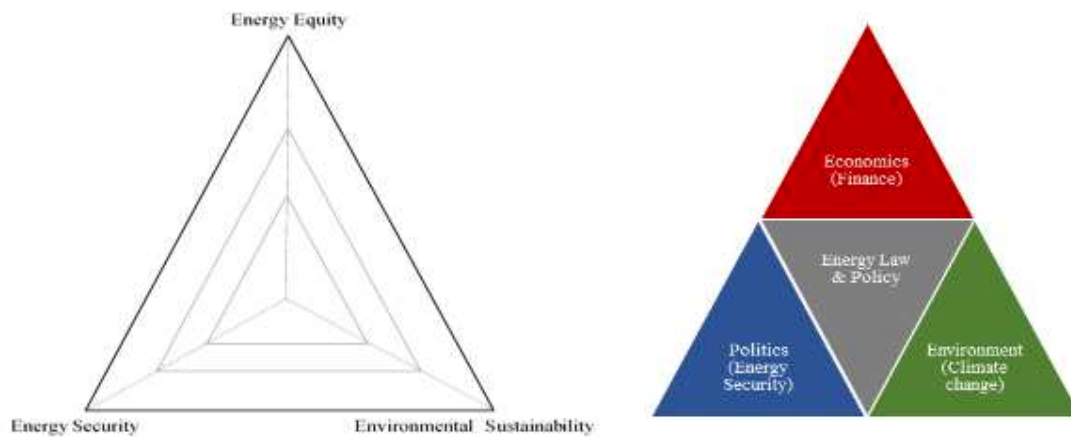 Energy Equity
Energy Security
Environmental Sustainability
Economics
(Finance)
Energy Law
& Policy
Politics
(Energy
Security)
Environment
(Climate
change)